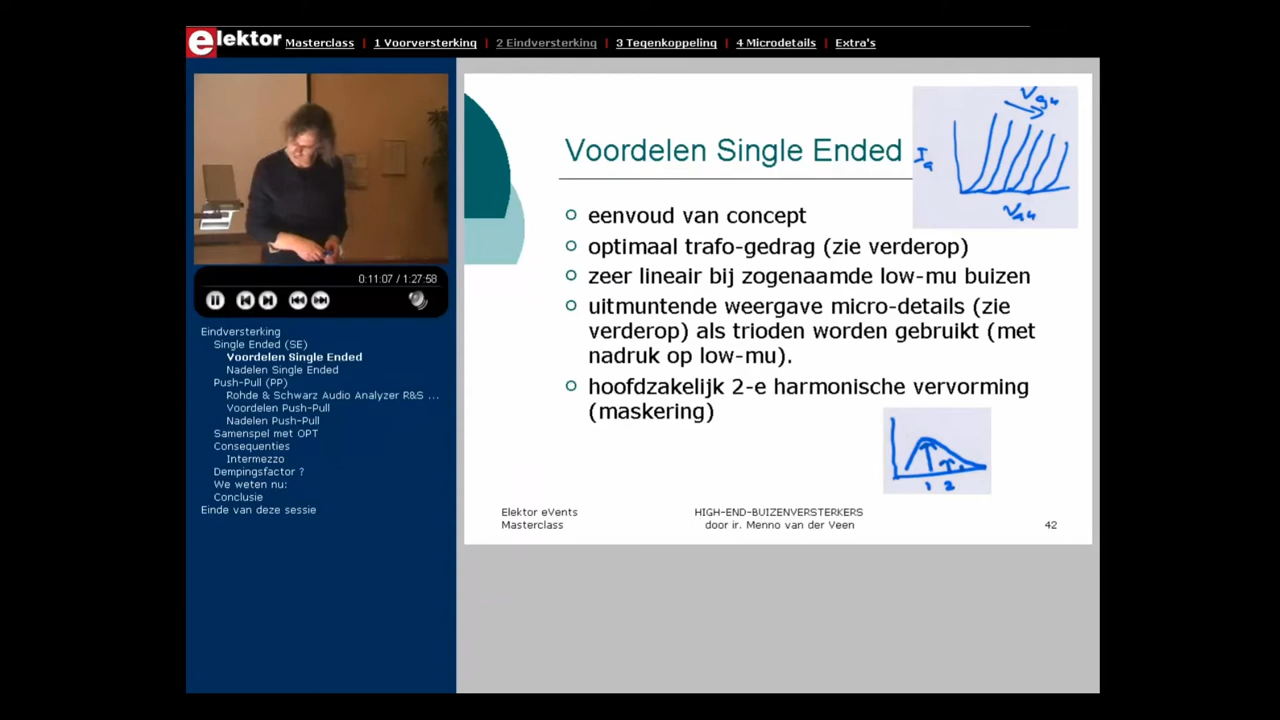 elektor Masterclass | 1 Voorversterking | 2 Eindversterking | 3 Tegenkoppeling | 4 Microdetails | Extra's
0:11:07 / 1:27:58
Eindversterking
Single Ended (SE)
Voordelen Single Ended
Nadelen Single Ended
Push-Pull (PP)
Rohde & Schwarz Audio Analyzer R&S ...
Voordelen Push-Pull
Nadelen Push-Pull
Samenspel met OPT
Consequenties
Intermezzo
Dempingsfactor ?
We weten nu:
Conclusie
Einde van deze sessie
Voordelen Single Ended
eenvoud van concept
optimaal trafo-gedrag (zie verderop)
zeer lineair bij zogenaamde low-mu buizen
uitmuntende weergave micro-details (zie
verderop) als trioden worden gebruikt (met
nadruk op low-mu).
hoofdzakelijk 2-e harmonische vervorming
(maskering)
Vgk
Ia
Vak
1 2
Elektor eEvents
Masterclass
HIGH-END-BUIZENVERSTERKERS
door ir. Menno van der Veen
42